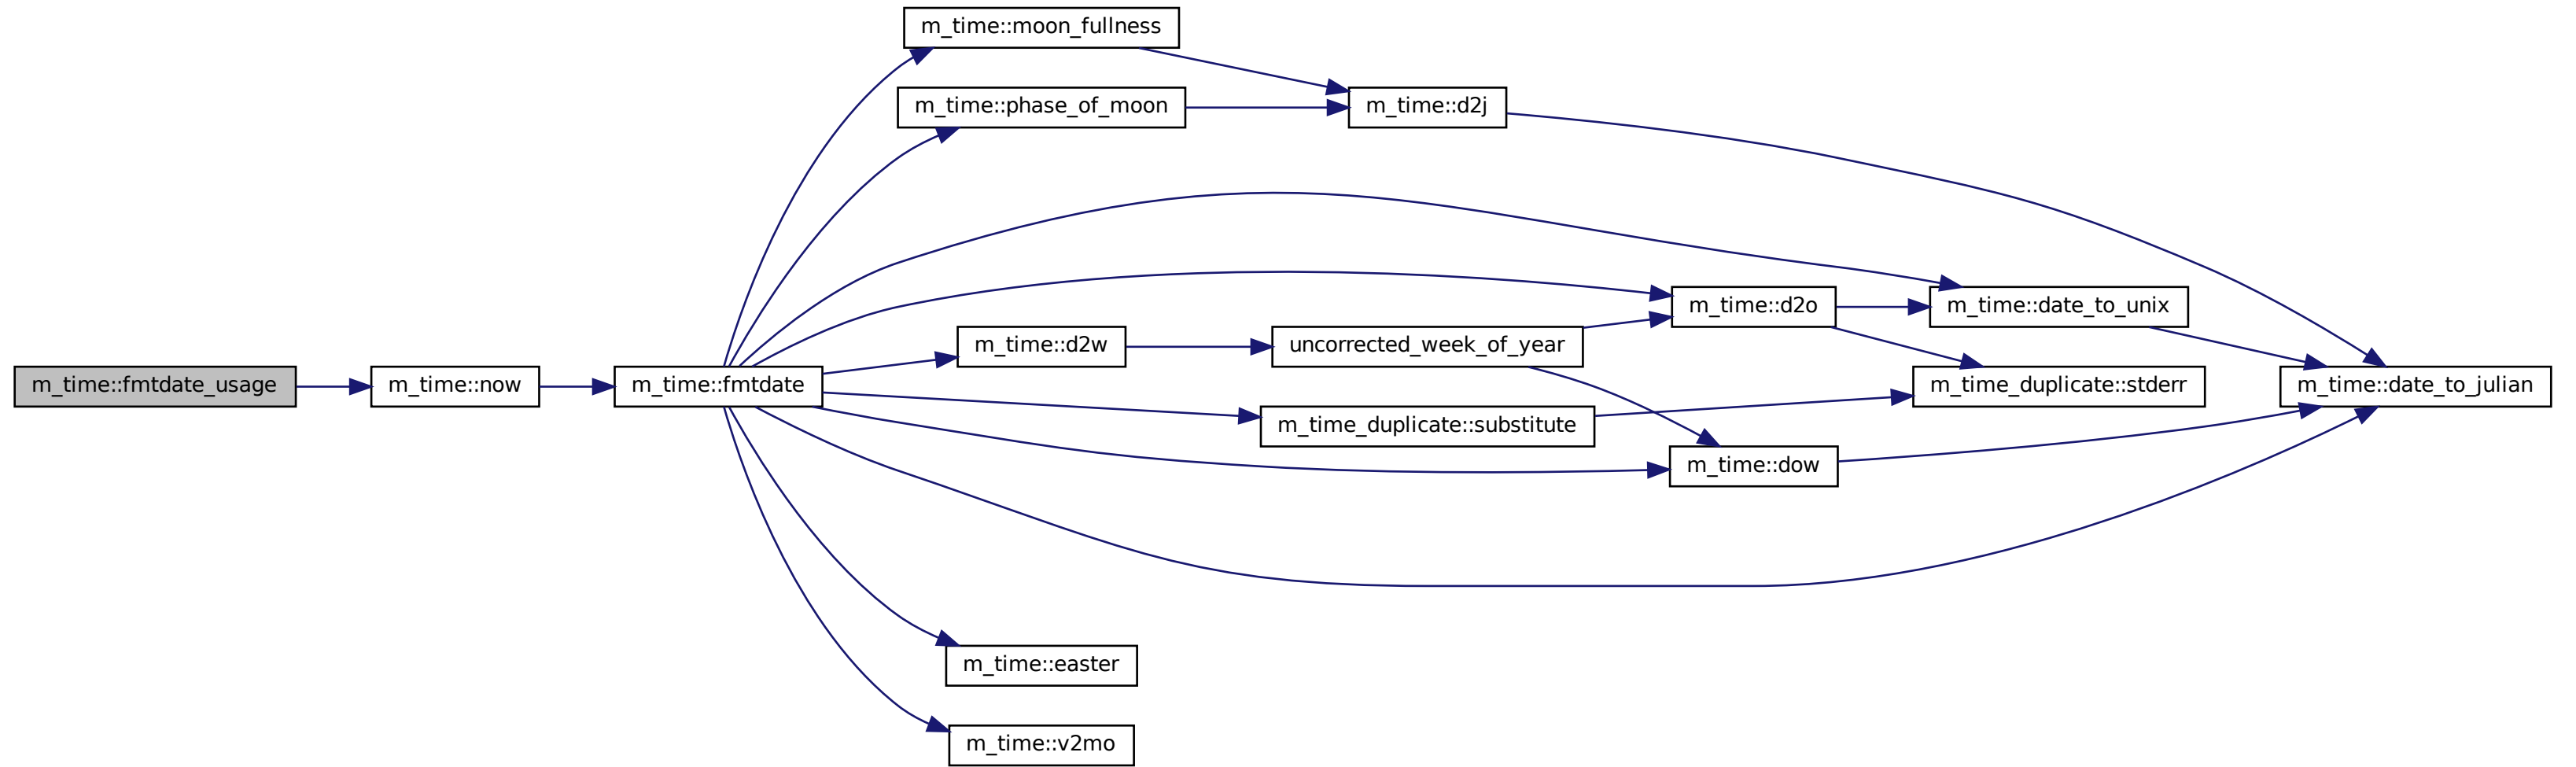 m_time::moon_fullness
m_time::phase_of_moon
m_time::d2j
m_time::d2o
m_time::date_to_unix
m_time::d2w
uncorrected_week_of_year
m_time::fmtdate_usage
m_time::now
m_time::fmtdate
m_time_duplicate::stderr
m_time::date_to_julian
m_time_duplicate::substitute
m_time::dow
m_time::easter
m_time::v2mo